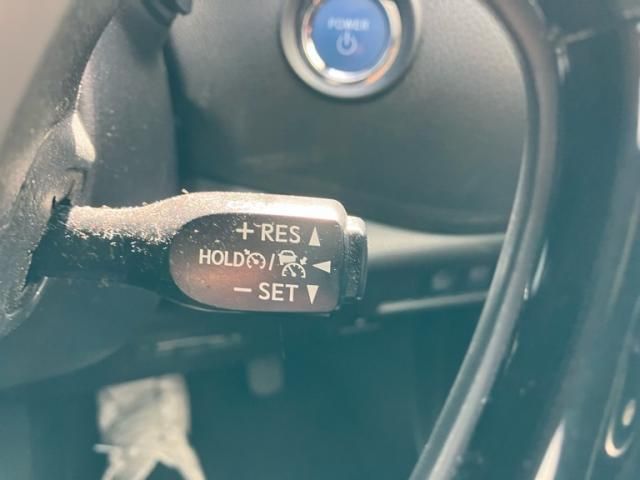 POWER
+ RES
HOLD /
- SET